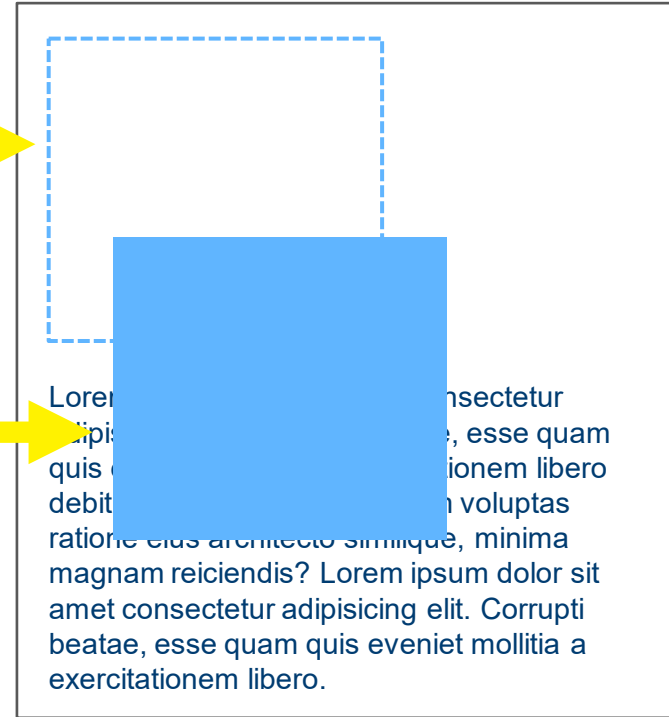 nsectetur
, esse quam
quis tionem libero
debit voluptas
ratione eius architecto similique, minima
magnam reiciendis? Lorem ipsum dolor sit
amet consectetur adipisicing elit. Corrupti
beatae, esse quam quis eveniet mollitia a
exercitationem libero.